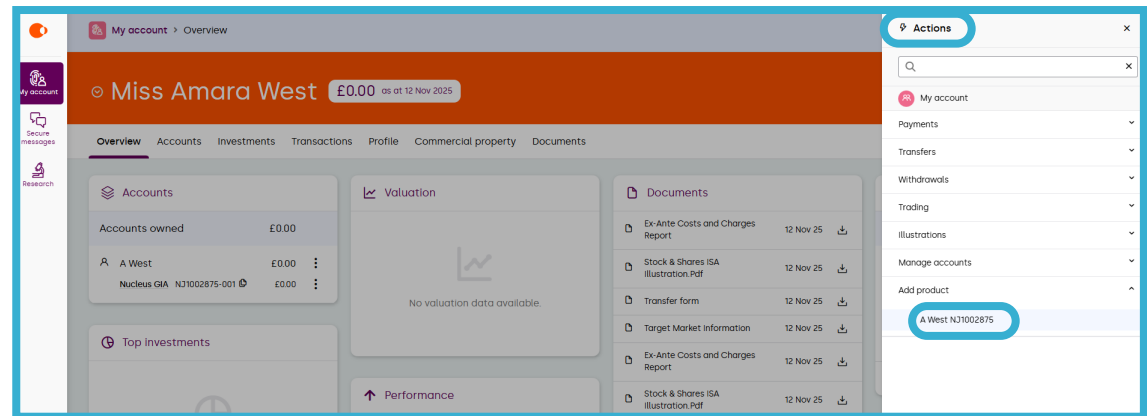 My account > Overview
Actions
My account
Miss Amara West £0.00 as at 12 Nov 2025
My account
Secure messages
Research
Overview Accounts Investments Transactions Profile Commercial property Documents
Payments
Transfers
Withdrawals
Trading
Illustrations
Manage accounts
Add product
A West NJ1002875
Accounts
Accounts owned £0.00
A West £0.00
Nucleus GIA NJ1002875-001 £0.00
Top investments
Valuation
No valuation data available.
Performance
Documents
Ex-Ante Costs and Charges Report 12 Nov 25
Stock & Shares ISA Illustration.Pdf 12 Nov 25
Transfer form 12 Nov 25
Target Market Information 12 Nov 25
Ex-Ante Costs and Charges Report 12 Nov 25
Stock & Shares ISA Illustration.Pdf 12 Nov 25